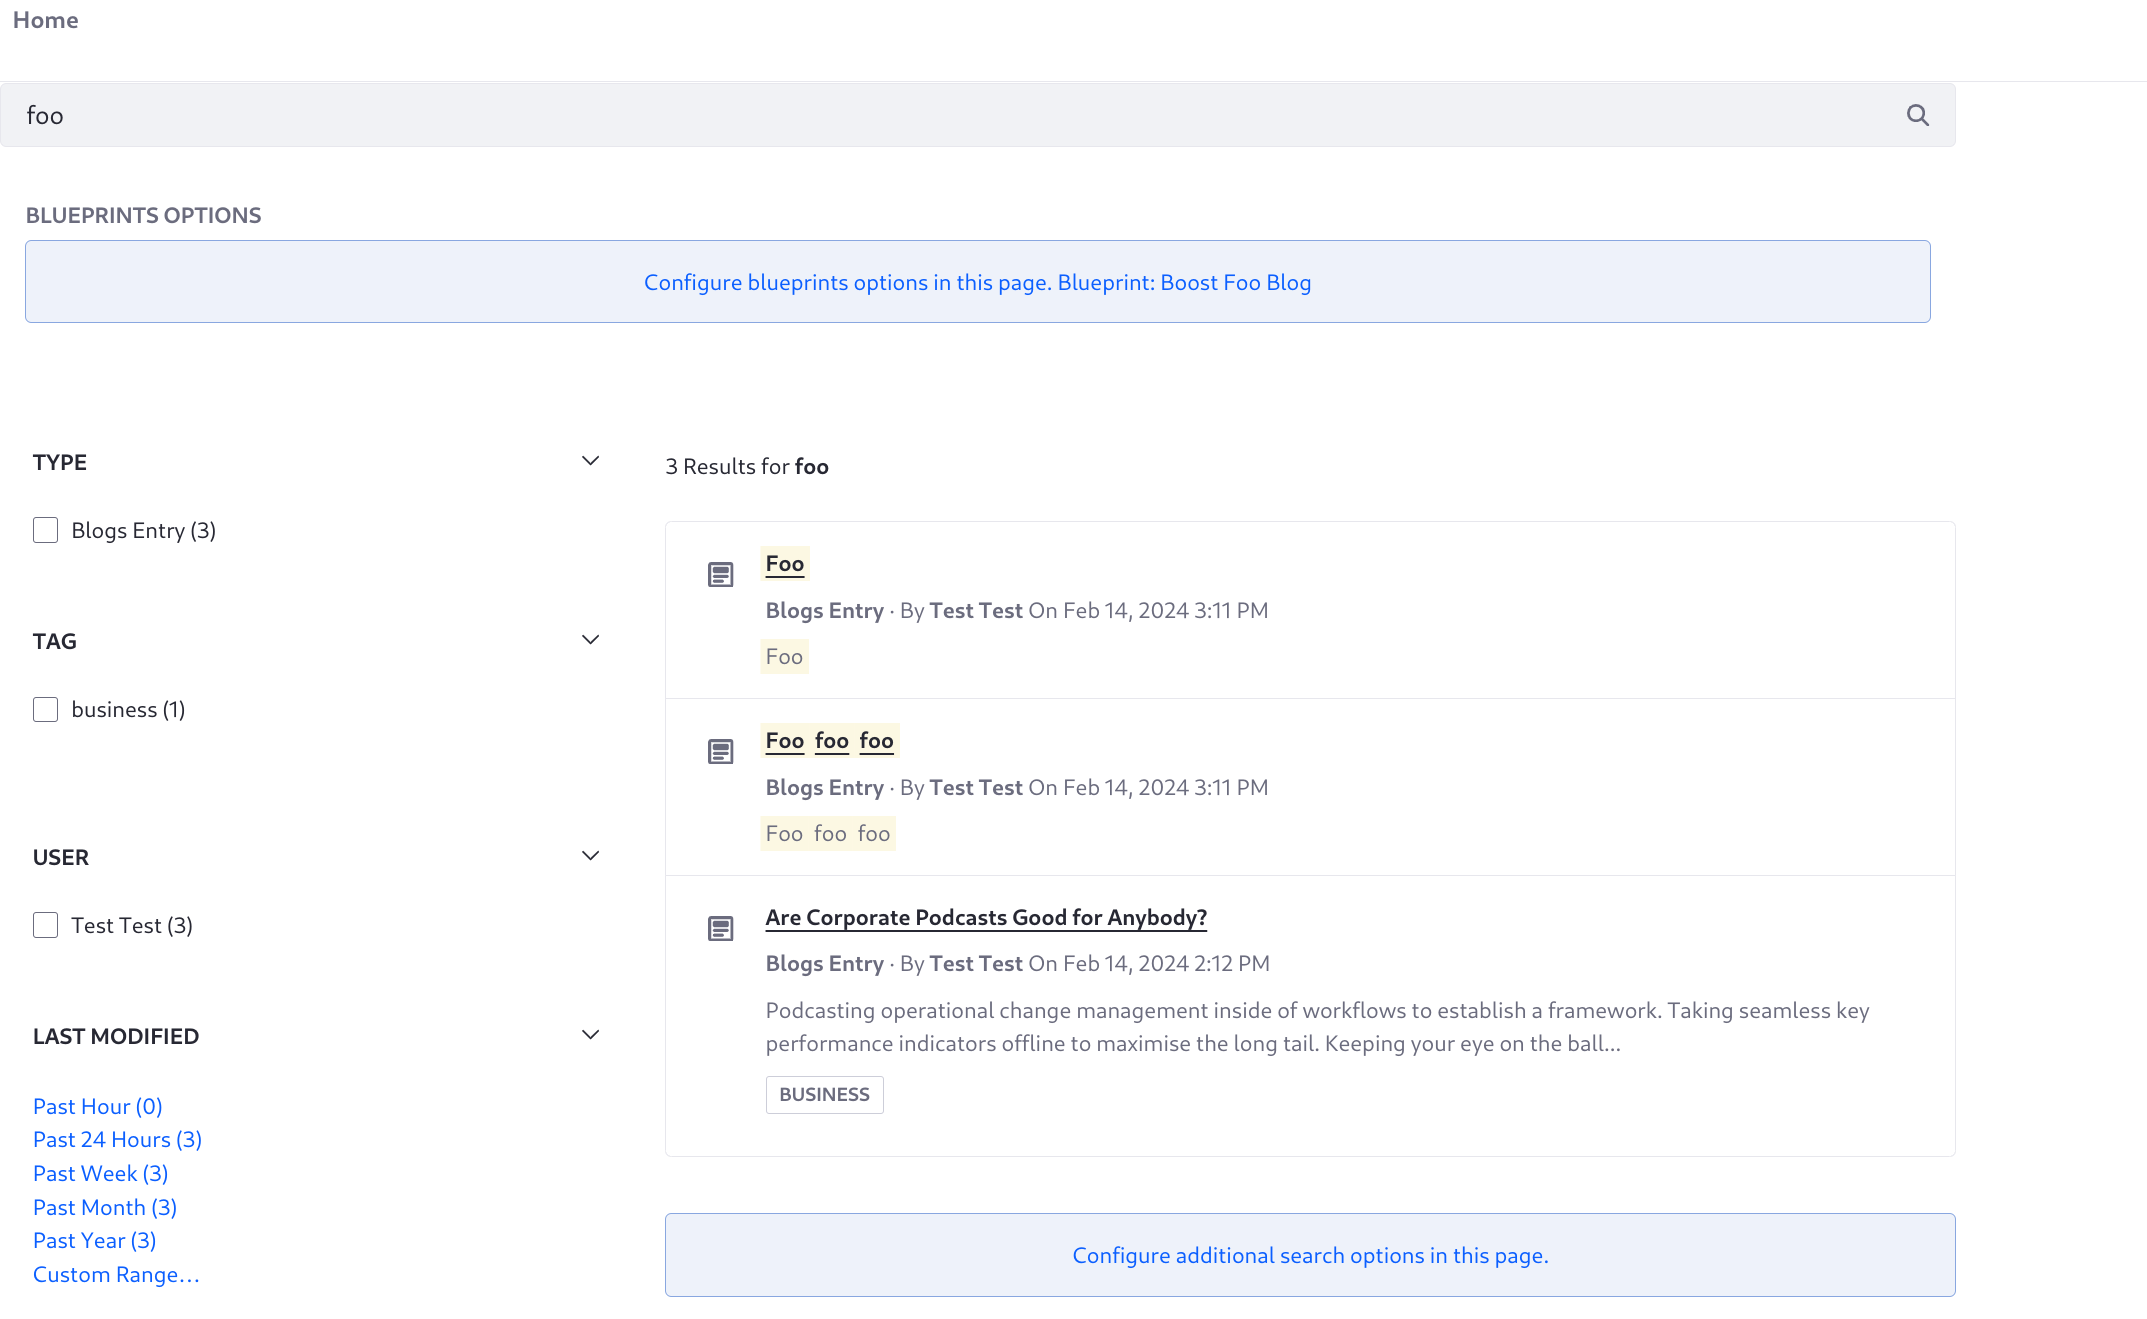 Home
foo
BLUEPRINTS OPTIONS
Configure blueprints options in this page. Blueprint: Boost Foo Blog
TYPE
Blogs Entry (3)
TAG
business (1)
USER
Test Test (3)
LAST MODIFIED
Past Hour (0)
Past 24 Hours (3)
Past Week (3)
Past Month (3)
Past Year (3)
Custom Range…
3 Results for foo
Foo
Blogs Entry · By Test Test On Feb 14, 2024 3:11 PM
Foo
Foo foo foo
Blogs Entry · By Test Test On Feb 14, 2024 3:11 PM
Foo foo foo
Are Corporate Podcasts Good for Anybody?
Blogs Entry · By Test Test On Feb 14, 2024 2:12 PM
Podcasting operational change management inside of workflows to establish a framework. Taking seamless key
performance indicators offline to maximise the long tail. Keeping your eye on the ball...
BUSINESS
Configure additional search options in this page.